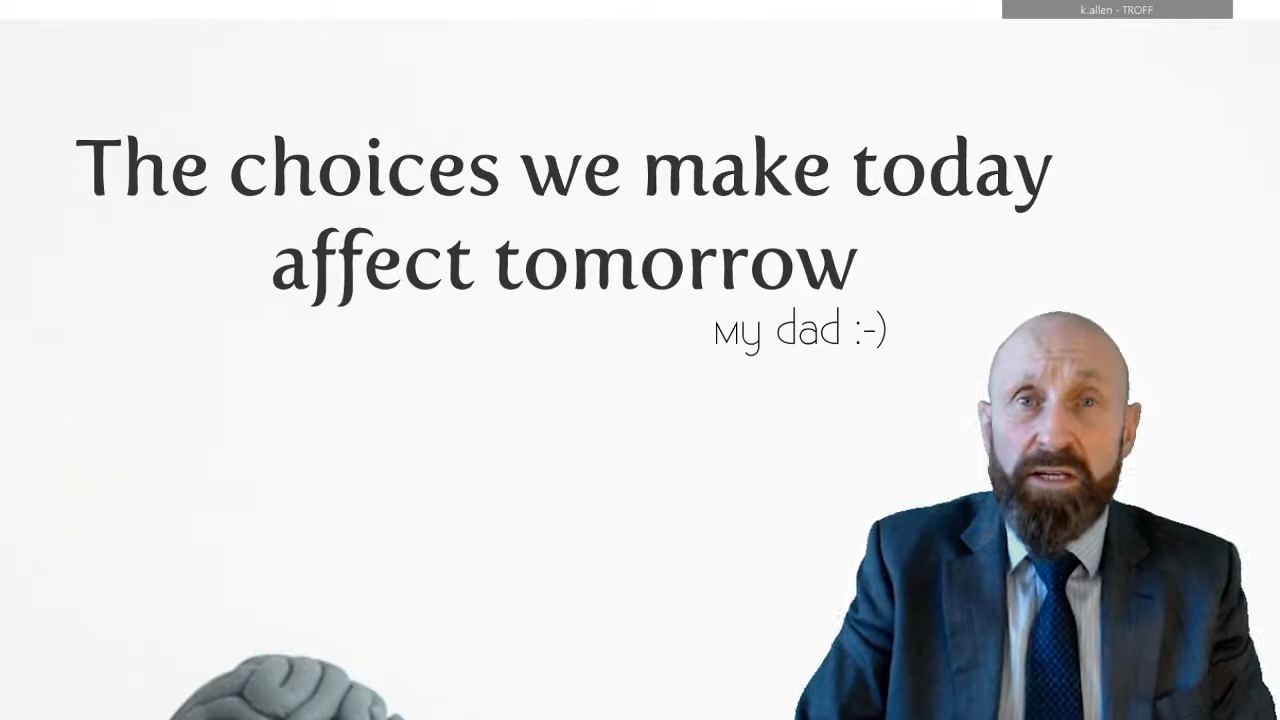 k.allen - TROFF
The choices we make today
affect tomorrow
My dad :-)